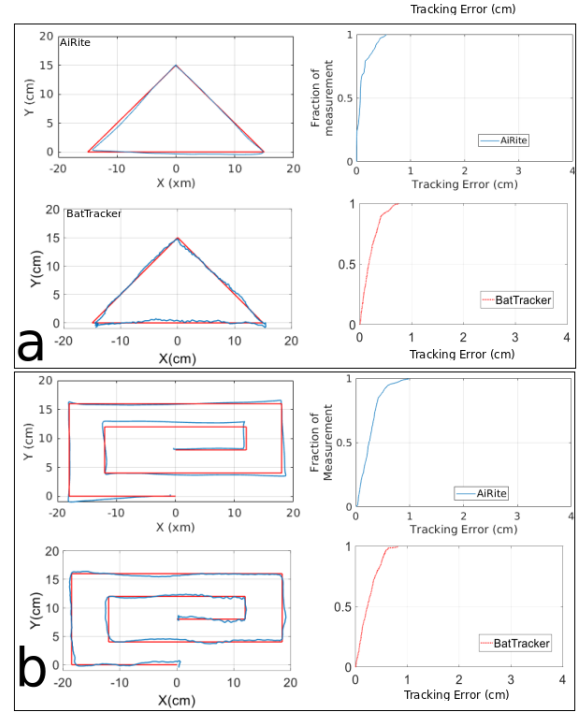 Tracking Error (cm)
AiRite
20
15
10
5
0
Y (cm)
-20 -10 0 10 20
X (xm)
1
0.5
0
Fraction of
measurement
AiRite
0 1 2 3 4
Tracking Error (cm)
BatTracker
20
15
10
5
0
Y(cm)
-20 -10 0 10 20
X(cm)
1
0.5
0
BatTracker
0 1 2 3 4
Tracking Error (cm)
a
20
15
10
5
0
Y (cm)
-20 -10 0 10 20
X (xm)
1
0.5
0
Fraction of
Measurement
AiRite
0 1 2 3 4
Tracking Error (cm)
20
15
10
5
0
Y(cm)
-20 -10 0 10 20
X(cm)
1
0.5
0
BatTracker
0 1 2 3 4
Tracking Error (cm)
b